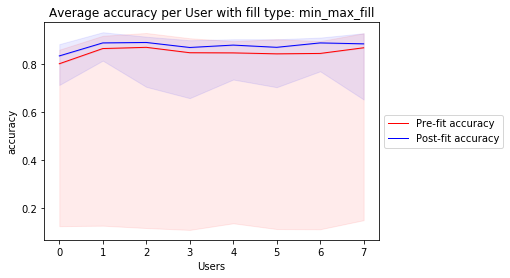 Average accuracy per User with fill type: min_max_fill
accuracy
0.8
0.6
0.4
0.2
0 1 2 3 4 5 6 7
Users
Pre-fit accuracy
Post-fit accuracy